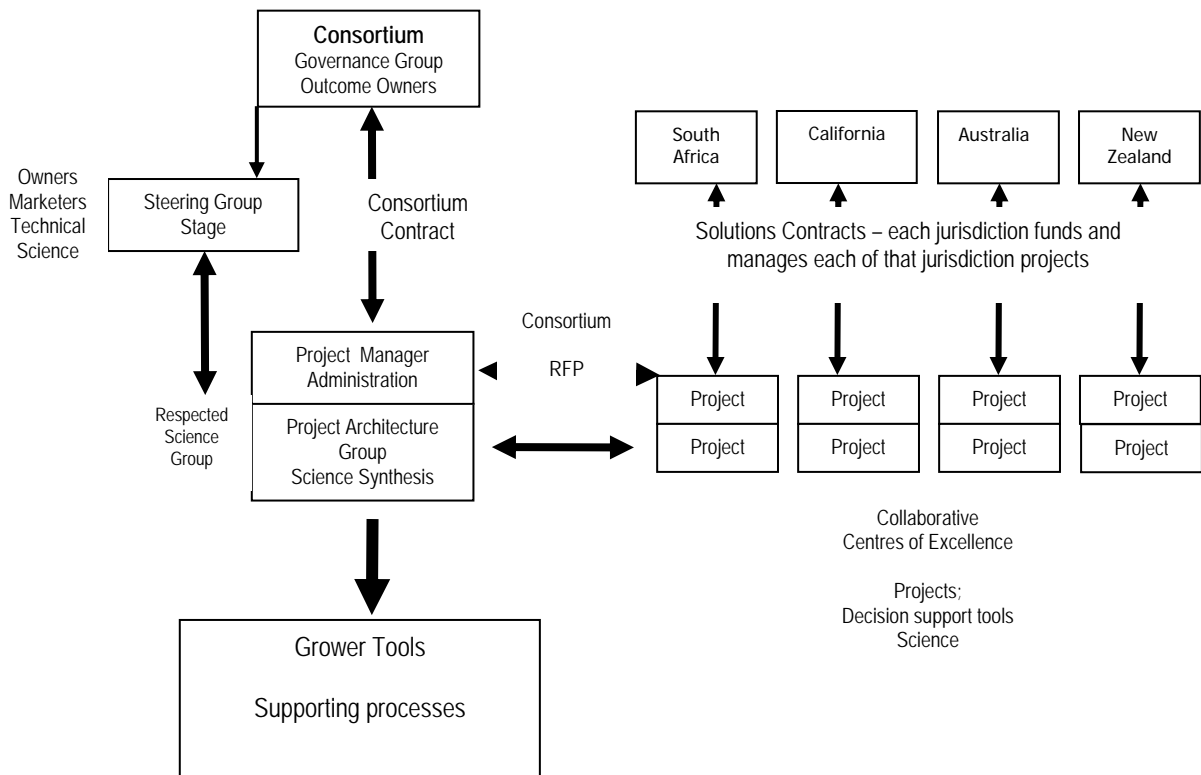 Consortium
Governance Group
Outcome Owners
South
Africa
California
Australia
New
Zealand
Owners
Marketers
Technical
Science
Steering Group
Stage
Consortium
Contract
Solutions Contracts – each jurisdiction funds and
manages each of that jurisdiction projects
Consortium
RFP
Project Manager
Administration
Respected
Science
Group
Project Architecture
Group
Science Synthesis
Project
Project
Project
Project
Project
Project
Project
Project
Collaborative
Centres of Excellence
Projects;
Decision support tools
Science
Grower Tools
Supporting processes